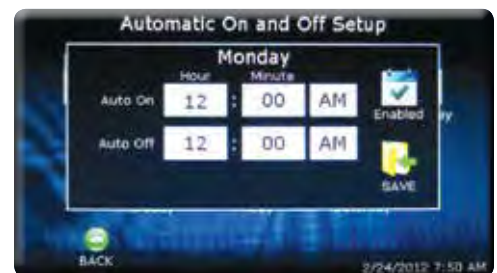 Automatic On and Off Setup
Monday
Hour Minute
Auto On 12 : 00 AM
Enabled
Auto Off 12 : 00 AM
SAVE
BACK
2/24/2012 7:50 AM